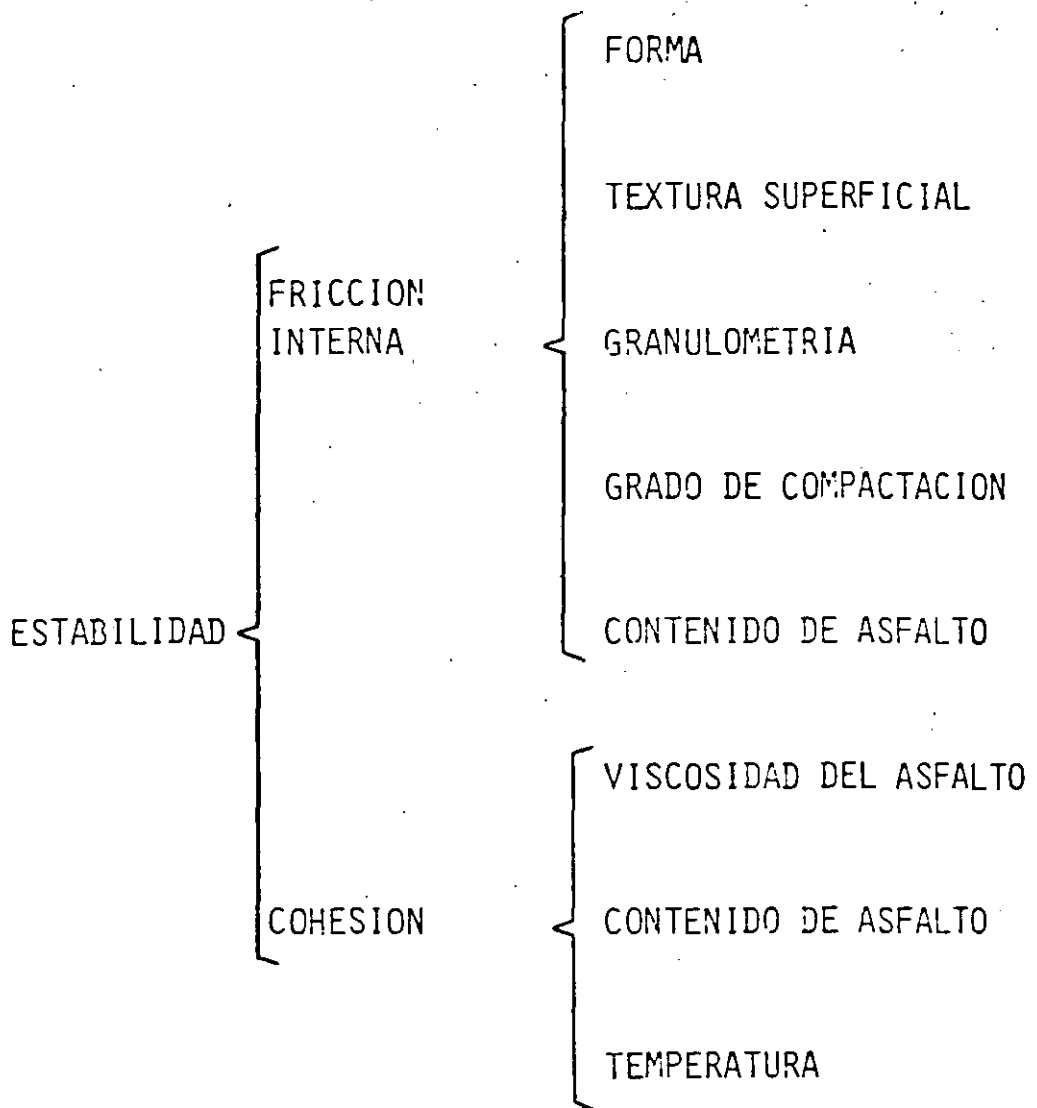 FORMA
TEXTURA SUPERFICIAL
FRICCION
INTERNA
GRANULOMETRIA
GRADO DE COMPACTACION
ESTABILIDAD
CONTENIDO DE ASFALTO
VISCOSIDAD DEL ASFALTO
COHESION
CONTENIDO DE ASFALTO
TEMPERATURA